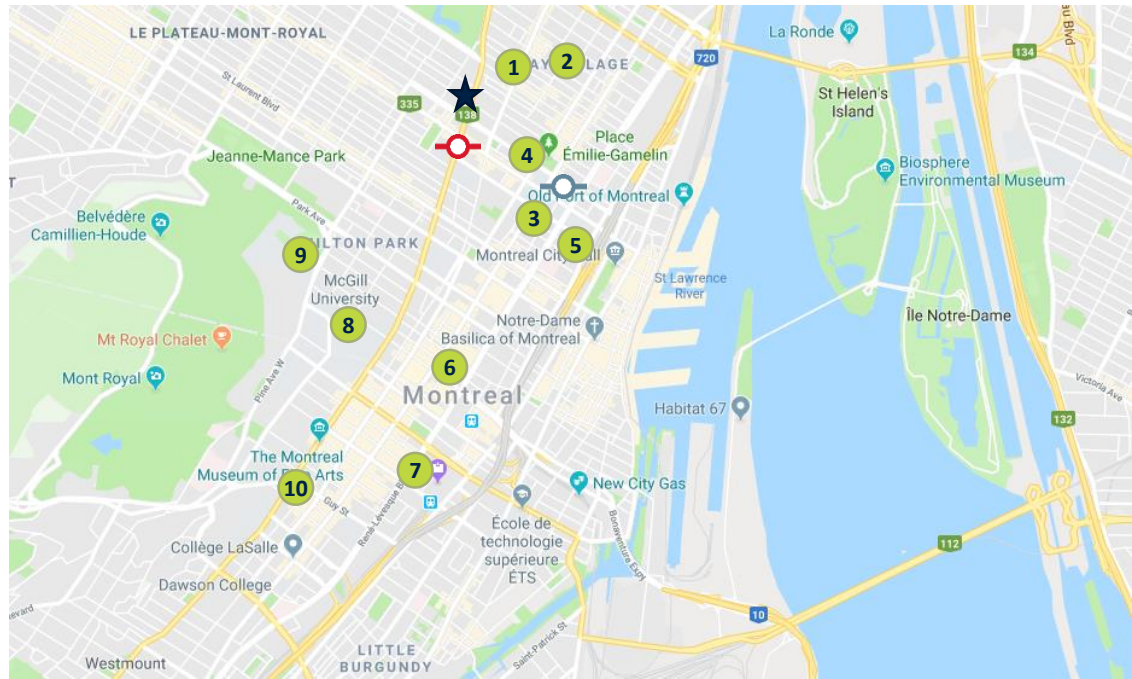 LE PLATEAU-MONT-ROYAL
La Ronde
720
134
1
2
AY
LAGE
St Laurent Blvd
335
138
St Helen's
Island
4
Place
Émilie-Gamelin
Jeanne-Mance Park
Biosphere
Environmental Museum
Old Port of Montreal
Park Ave
Belvédère
Camillien-Houde
3
9
ILTON PARK
5
Montreal City
ll
McGill
University
St Lawrence
River
8
Notre-Dame
Basilica of Montreal
Île Notre-Dame
Mt Royal Chalet
6
Mont Royal
Pine Ave W
Montreal
Victoria Ave
Habitat 67
132
The Montreal
Museum of Fine Arts
7
10
New City Gas
Guy St
René-Lévesque B
École de
technologie
supérieure
ÉTS
Bonaventure Expy
Collège LaSalle
112
Dawson College
10
Saint-Patrick St
LITTLE
BURGUNDY
Westmount